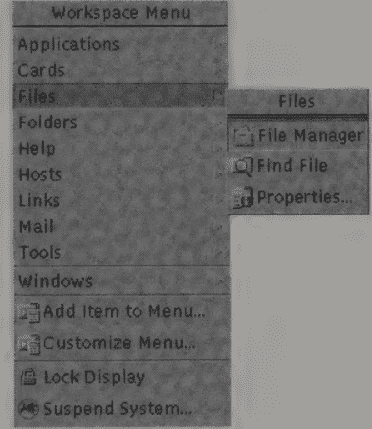 Workspace Menu
Applications
Cards
Files
Folders
Help
Hosts
Links
Mail
Tools
Windows
Add Item to Menu...
Customize Menu...
Lock Display
Suspend System...
Files
File Manager
Find File
Properties...